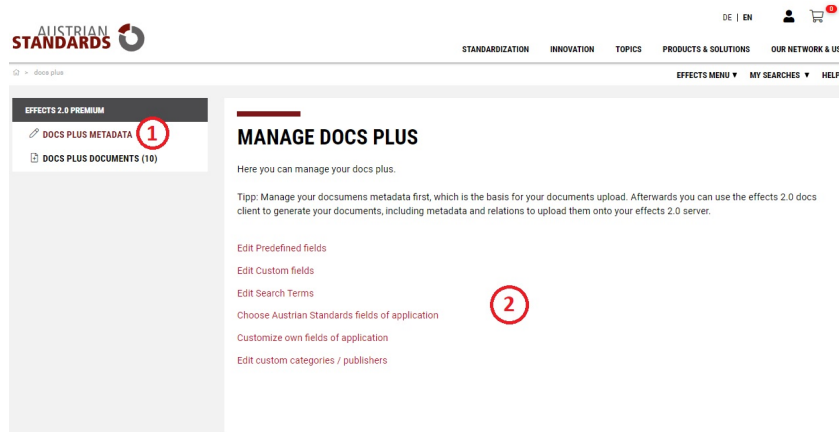 DE | EN
0
AUSTRIAN
STANDARDS
STANDARDIZATION INNOVATION TOPICS PRODUCTS & SOLUTIONS OUR NETWORK & US
> docs plus
EFFECTS MENU ▼ MY SEARCHES ▼ HELP
EFFECTS 2.0 PREMIUM
DOCS PLUS METADATA
1
DOCS PLUS DOCUMENTS (10)
MANAGE DOCS PLUS
Here you can manage your docs plus.
Tipp: Manage your docsumens metadata first, which is the basis for your documents upload. Afterwards you can use the effects 2.0 docs
client to generate your documents, including metadata and relations to upload them onto your effects 2.0 server.
Edit Predefined fields
Edit Custom fields
Edit Search Terms
2
Choose Austrian Standards fields of application
Customize own fields of application
Edit custom categories / publishers